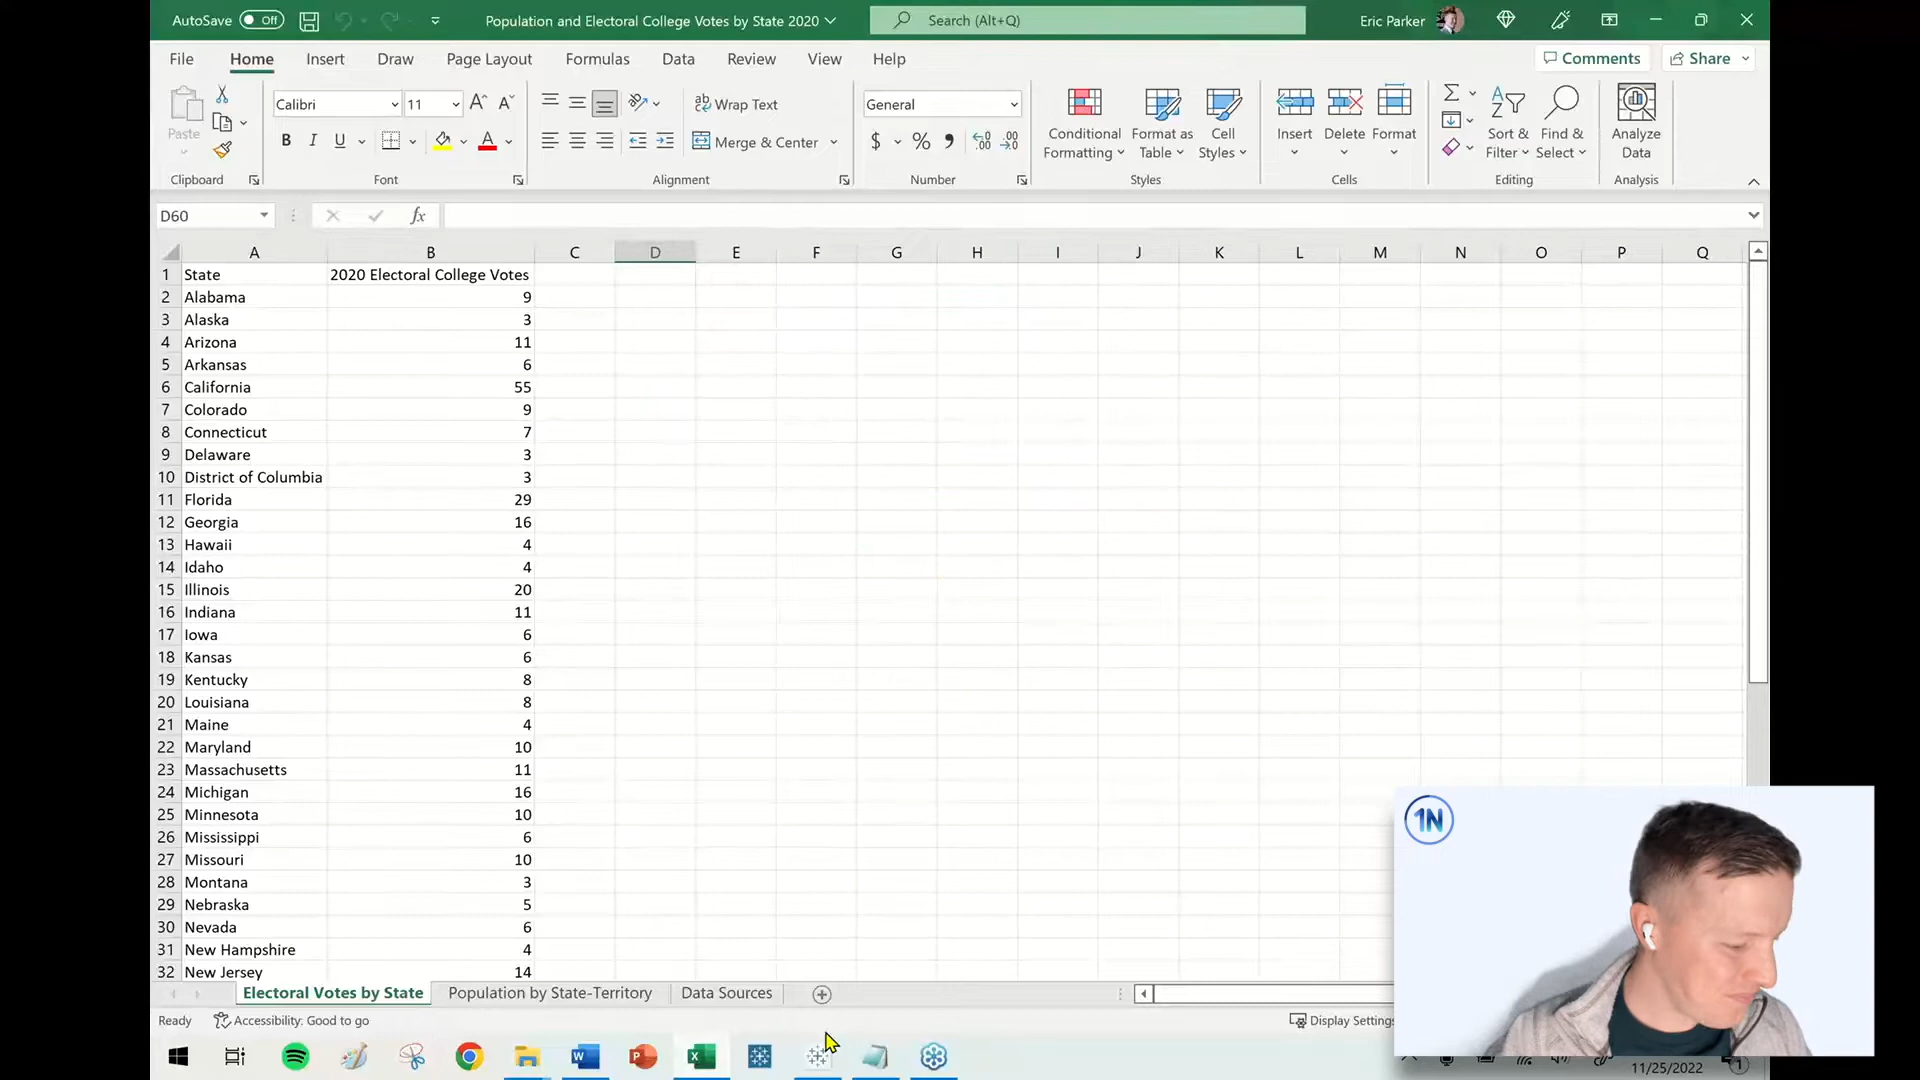 AutoSave Off Population and Electoral College Votes by State 2020 Search (Alt+Q) Eric Parker
File Home Insert Draw Page Layout Formulas Data Review View Help Comments Share
Paste Calibri 11 A A ab Wrap Text General Conditional Formatting Format as Table Cell Styles Insert Delete Format Sort & Filter Find & Select Analyze Data
B I U A Merge & Center $ % 9
Clipboard Font Alignment Number Styles Cells Editing Analysis
D60 fx
A B C D E F G H I J K L M N O P Q
1 State 2020 Electoral College Votes
2 Alabama 9
3 Alaska 3
4 Arizona 11
5 Arkansas 6
6 California 55
7 Colorado 9
8 Connecticut 7
9 Delaware 3
10 District of Columbia 3
11 Florida 29
12 Georgia 16
13 Hawaii 4
14 Idaho 4
15 Illinois 20
16 Indiana 11
17 Iowa 6
18 Kansas 6
19 Kentucky 8
20 Louisiana 8
21 Maine 4
22 Maryland 10
23 Massachusetts 11
24 Michigan 16
25 Minnesota 10
26 Mississippi 6
27 Missouri 10
28 Montana 3
29 Nebraska 5
30 Nevada 6
31 New Hampshire 4
32 New Jersey 14
Electoral Votes by State Population by State-Territory Data Sources
Ready Accessibility: Good to go Display Settings
11/25/2022
1N